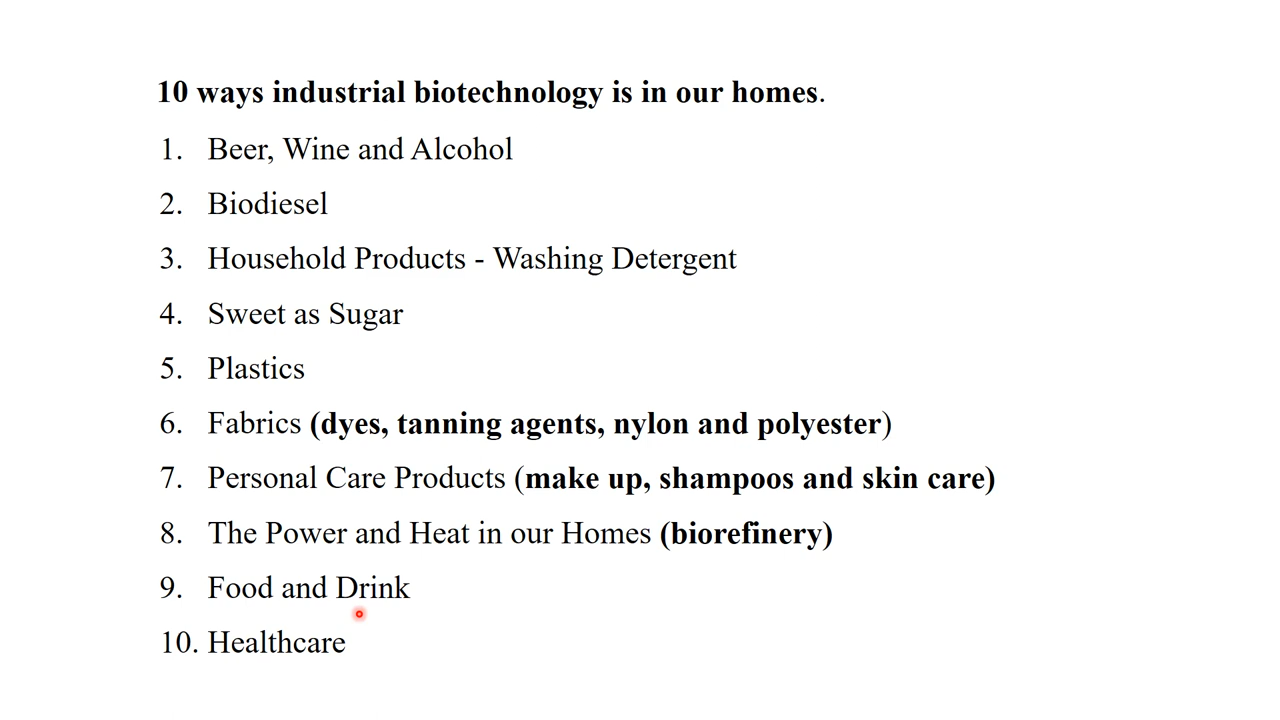 10 ways industrial biotechnology is in our homes.
1. Beer, Wine and Alcohol
2. Biodiesel
3. Household Products - Washing Detergent
4. Sweet as Sugar
5. Plastics
6. Fabrics (dyes, tanning agents, nylon and polyester)
7. Personal Care Products (make up, shampoos and skin care)
8. The Power and Heat in our Homes (biorefinery)
9. Food and Drink
10. Healthcare